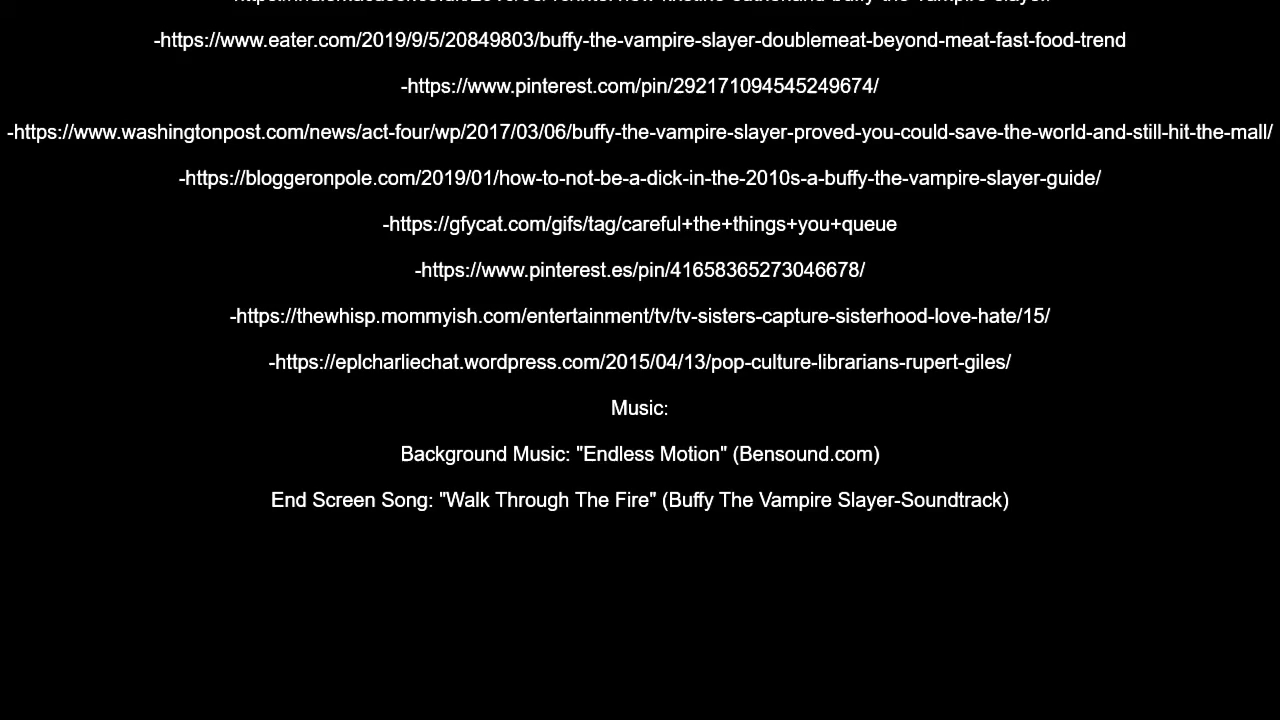 -https://www.eater.com/2019/9/5/20849803/buffy-the-vampire-slayer-doublemeat-beyond-meat-fast-food-trend
-https://www.pinterest.com/pin/292171094545249674/
-https://www.washingtonpost.com/news/act-four/wp/2017/03/06/buffy-the-vampire-slayer-proved-you-could-save-the-world-and-still-hit-the-mall/
-https://bloggeronpole.com/2019/01/how-to-not-be-a-dick-in-the-2010s-a-buffy-the-vampire-slayer-guide/
-https://gfycat.com/gifs/tag/careful+the+things+you+queue
-https://www.pinterest.es/pin/41658365273046678/
-https://thewhisp.mommyish.com/entertainment/tv/tv-sisters-capture-sisterhood-love-hate/15/
-https://eplcharliechat.wordpress.com/2015/04/13/pop-culture-librarians-rupert-giles/
Music:
Background Music: "Endless Motion" (Bensound.com)
End Screen Song: "Walk Through The Fire" (Buffy The Vampire Slayer-Soundtrack)